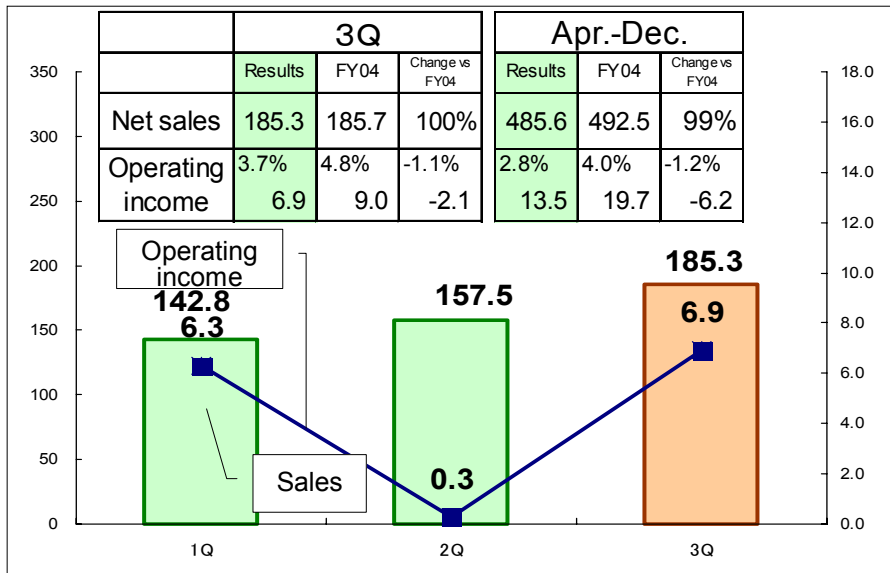 3Q Apr.-Dec.
Results FY04 Change vs FY04 Results FY04 Change vs FY04
Net sales 185.3 185.7 100% 485.6 492.5 99%
Operating income 3.7% 4.8% -1.1% 2.8% 4.0% -1.2%
6.9 9.0 -2.1 13.5 19.7 -6.2
350
300
250
200
150
100
50
0
18.0
16.0
14.0
12.0
10.0
8.0
6.0
4.0
2.0
0.0
Operating
income
142.8
6.3
157.5
0.3
185.3
6.9
Sales
1Q 2Q 3Q